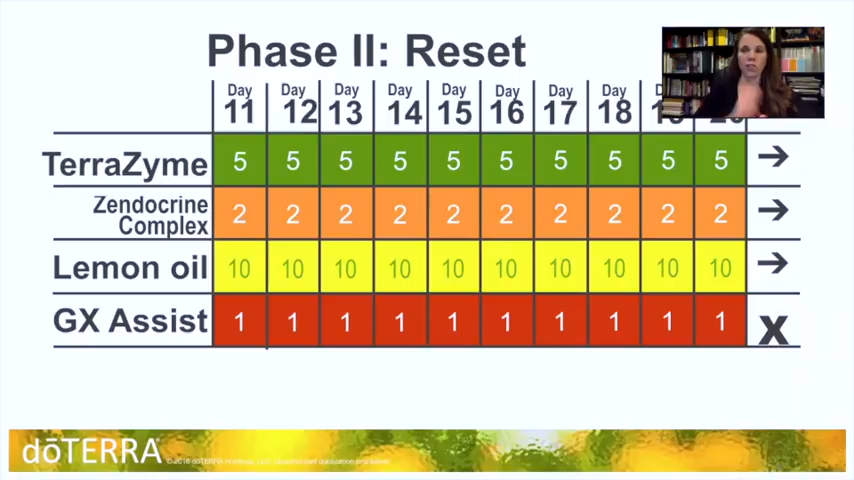 Phase II: Reset
Day Day Day Day Day Day Day Day
11 12 13 14 15 16 17 18
TerraZyme 5 5 5 5 5 5 5 5 5 5 →
Zendocrine
Complex 2 2 2 2 2 2 2 2 2 2 →
Lemon oil 10 10 10 10 10 10 10 10 10 10 →
GX Assist 1 1 1 1 1 1 1 1 1 1 x
dōTERRA